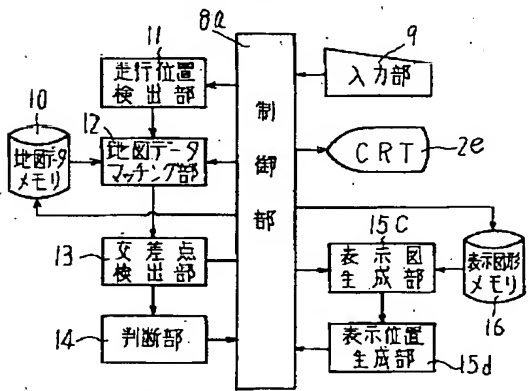 8a
11
走行位置
検出部
9
入力部
10
地図データ
メモリ
12
地図データ
マッチング部
制御部
CRT
2e
13
交差点
検出部
15C
表示図
生成部
表示図形
メモリ
16
14
判断部
表示位置
生成部
15d